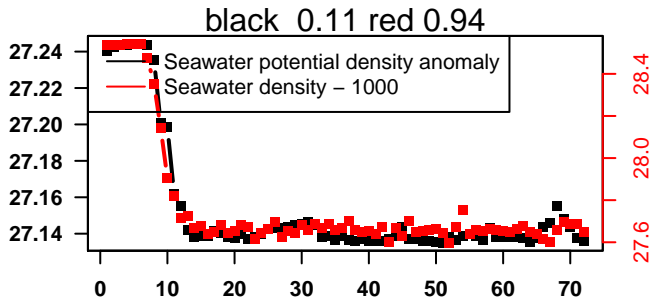 black  0.11 red 0.94
Seawater potential density anomaly
Seawater density − 1000
27.24
27.22
27.20
27.18
27.16
27.14
28.4
28.0
27.6
0 10 20 30 40 50 60 70